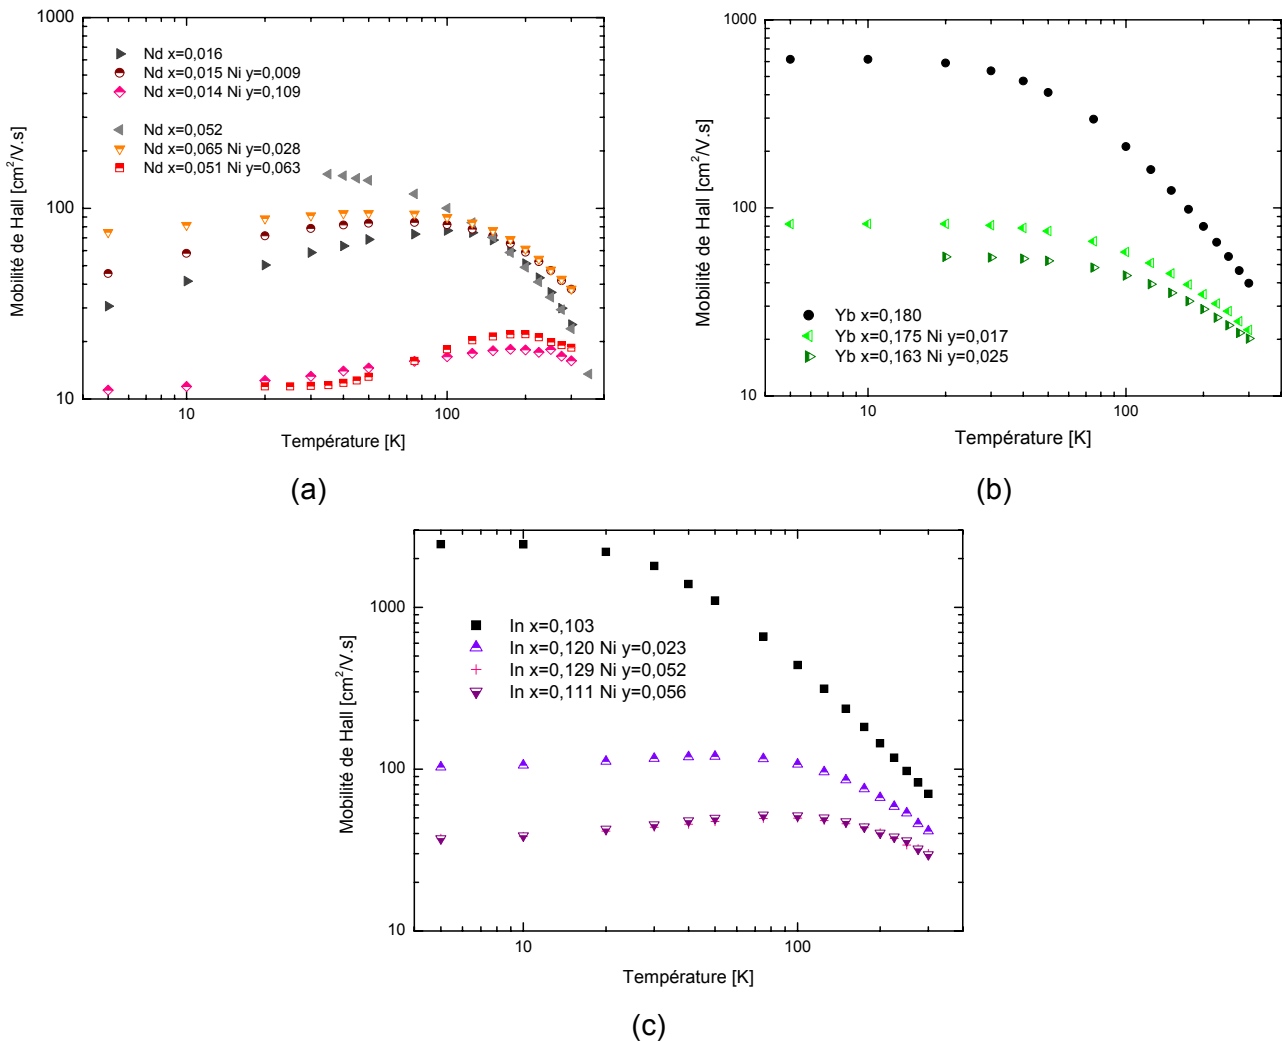 1000
100
10
Mobilité de Hall [cm²/V.s]
Nd x=0,016
Nd x=0,015 Ni y=0,009
Nd x=0,014 Ni y=0,109
Nd x=0,052
Nd x=0,065 Ni y=0,028
Nd x=0,051 Ni y=0,063
10 100
Température [K]
(a)
1000
100
10
Mobilité de Hall [cm²/V.s]
Yb x=0,180
Yb x=0,175 Ni y=0,017
Yb x=0,163 Ni y=0,025
10 100
Température [K]
(b)
1000
100
10
Mobilité de Hall [cm²/V.s]
In x=0,103
In x=0,120 Ni y=0,023
In x=0,129 Ni y=0,052
In x=0,111 Ni y=0,056
10 100
Température [K]
(c)